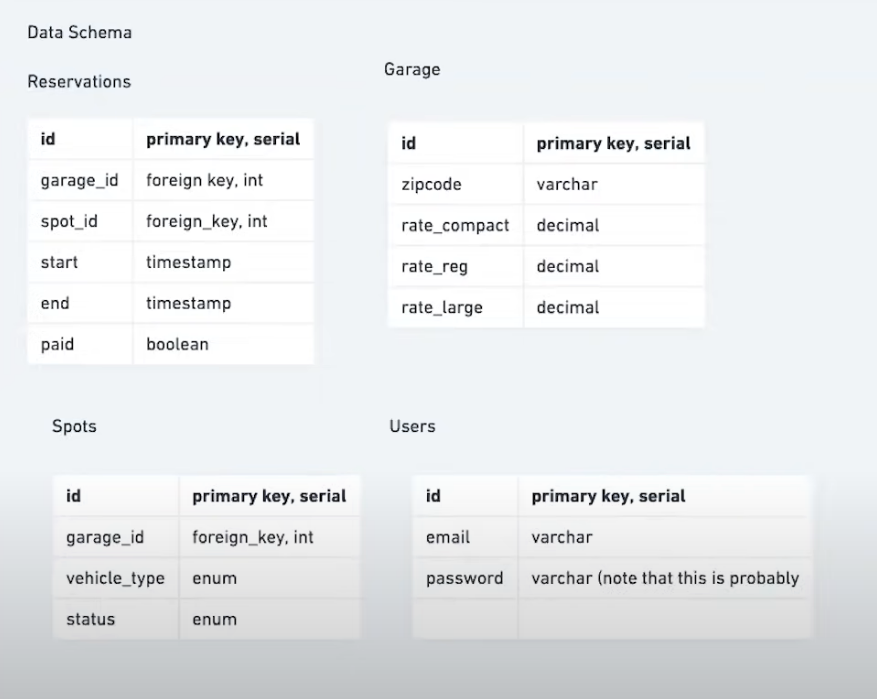 Data Schema
Reservations
id primary key, serial
garage_id foreign key, int
spot_id foreign_key, int
start timestamp
end timestamp
paid boolean
Garage
id primary key, serial
zipcode varchar
rate_compact decimal
rate_reg decimal
rate_large decimal
Spots
id primary key, serial
garage_id foreign_key, int
vehicle_type enum
status enum
Users
id primary key, serial
email varchar
password varchar (note that this is probably